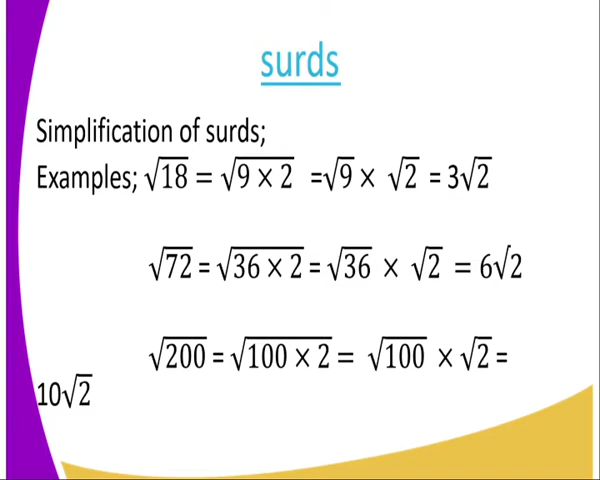 surds
Simplification of surds;
Examples; √18 = √9 × 2 =√9 × √2 = 3√2
√72 = √36 × 2 = √36 × √2 = 6√2
√200 = √100 × 2 = √100 × √2 =
10√2